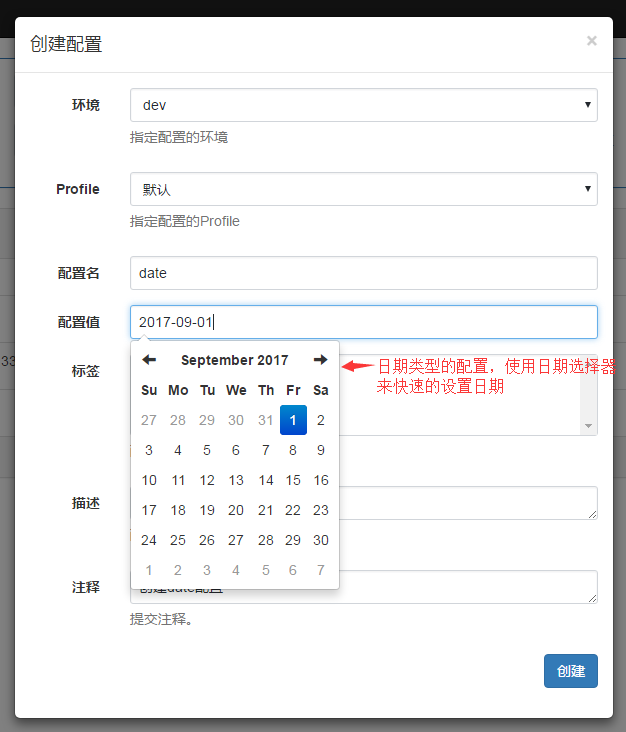 创建配置 ×
环境 dev
指定配置的环境
Profile 默认
指定配置的Profile
配置名 date
配置值 2017-09-01
标签
33
September 2017
Su Mo Tu We Th Fr Sa
27 28 29 30 31 1 2
3 4 5 6 7 8 9
10 11 12 13 14 15 16
17 18 19 20 21 22 23
24 25 26 27 28 29 30
1 2 3 4 5 6 7
日期类型的配置，使用日期选择器
来快速的设置日期
描述
注释 创建date配置
提交注释。
创建